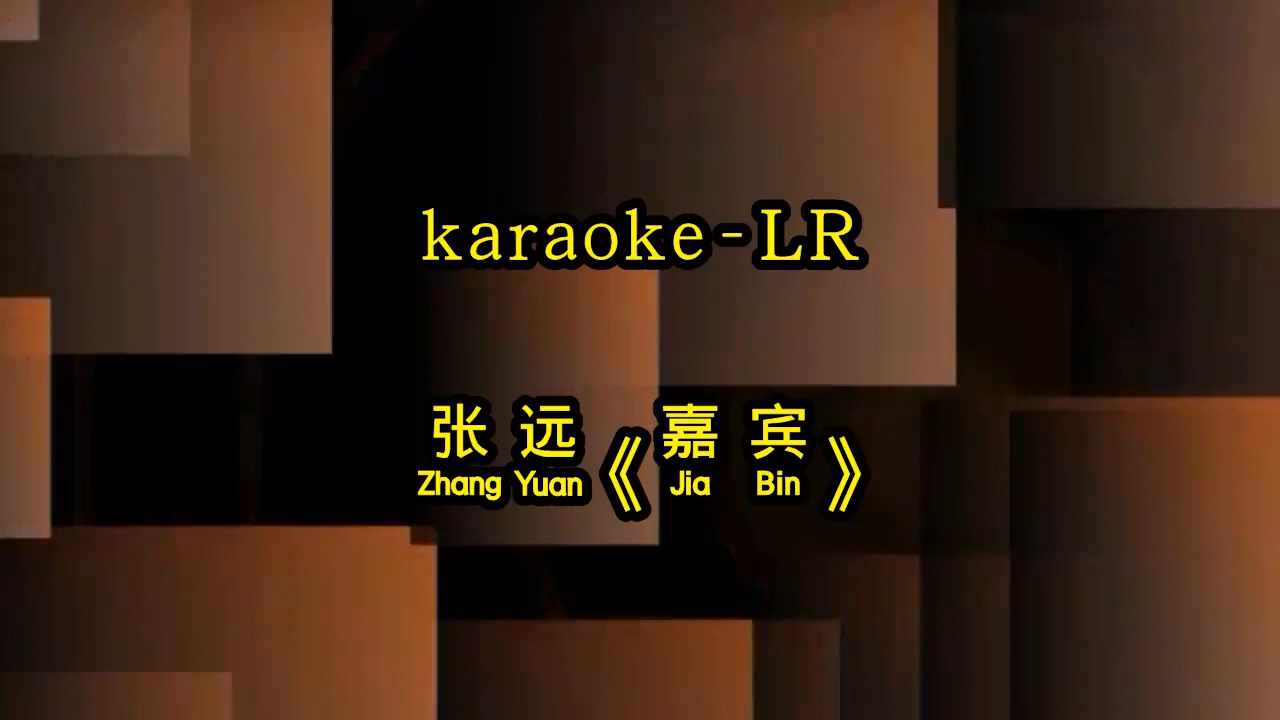 karaoke-LR
张远《嘉宾》
Zhang Yuan Jia Bin